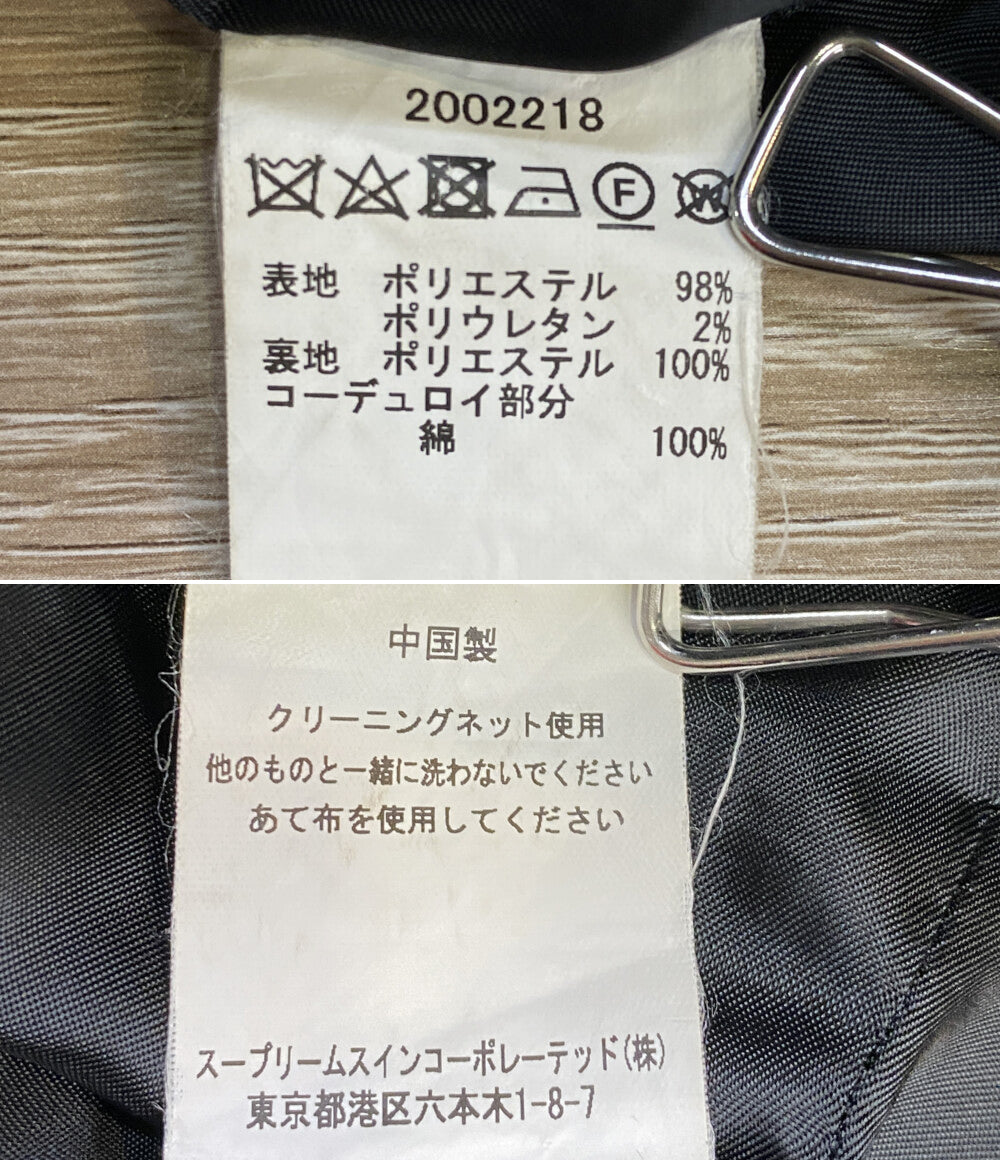 2002218
F
W
表地 ポリエステル 98%
ポリウレタン 2%
裏地 ポリエステル 100%
コーデュロイ部分
綿 100%
中国製
クリーニングネット使用
他のものと一緒に洗わないでください
あて布を使用してください
スープリームスインコーポレーテッド(株)
東京都港区六本木1-8-7